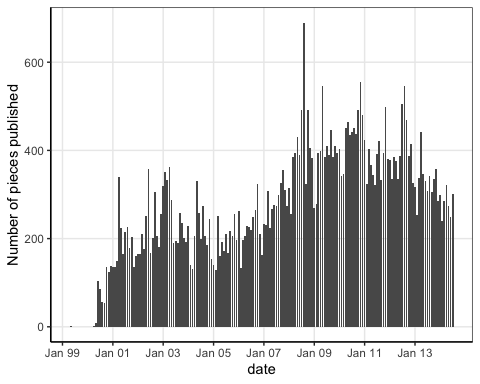 Number of pieces published
600
400
200
0
Jan 99 Jan 01 Jan 03 Jan 05 Jan 07 Jan 09 Jan 11 Jan 13
date